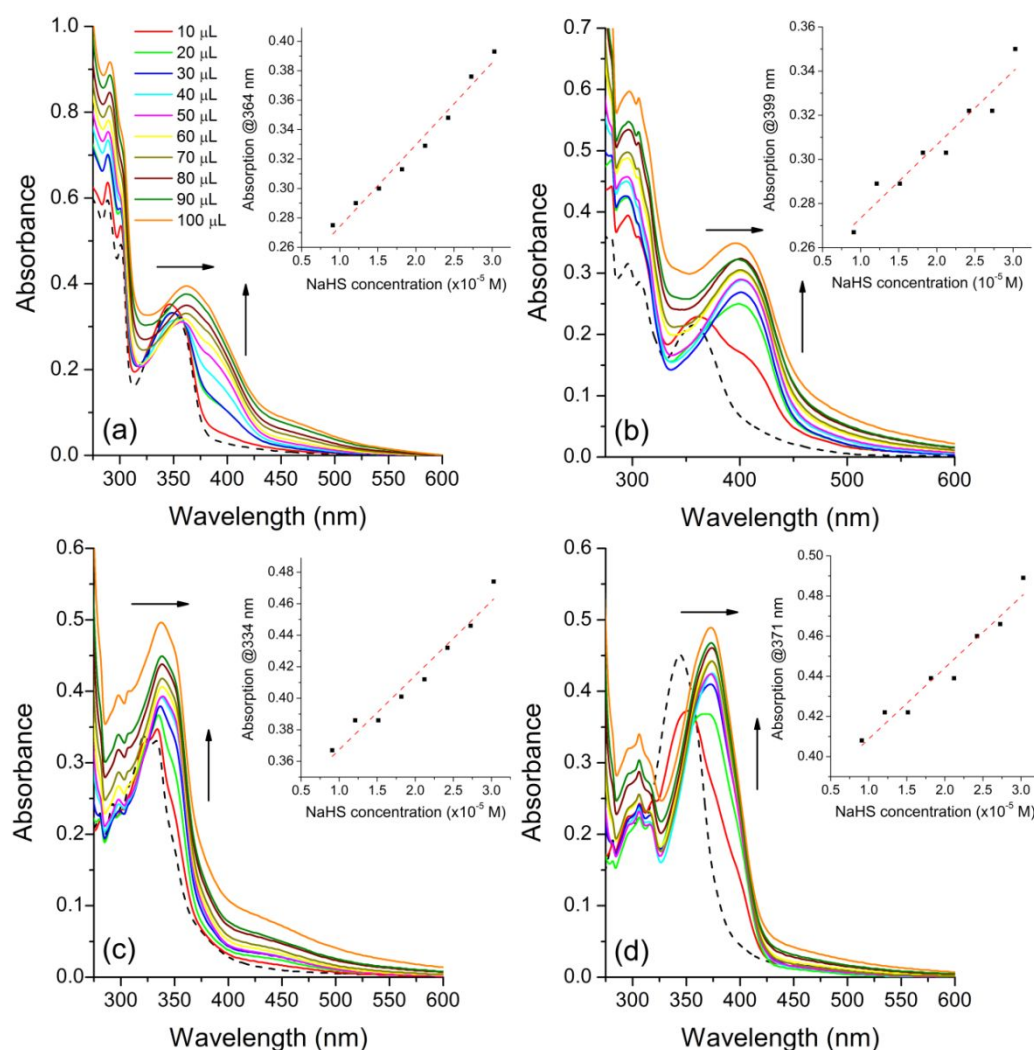 1.0
0.8
0.6
0.4
0.2
0.0
Absorbance
10 μL
20 μL
30 μL
40 μL
50 μL
60 μL
70 μL
80 μL
90 μL
100 μL
0.40
0.38
0.36
0.34
0.32
0.30
0.28
0.26
Absorption @364 nm
0.5 1.0 1.5 2.0 2.5 3.0
NaHS concentration (x10⁻⁵ M)
(a)
300 350 400 450 500 550 600
Wavelength (nm)
0.7
0.6
0.5
0.4
0.3
0.2
0.1
0.0
Absorbance
0.36
0.34
0.32
0.30
0.28
0.26
Absorption @399 nm
0.5 1.0 1.5 2.0 2.5 3.0
NaHS concentration (10⁻⁵ M)
(b)
300 350 400 450 500 550 600
Wavelength (nm)
0.6
0.5
0.4
0.3
0.2
0.1
0.0
Absorbance
0.48
0.46
0.44
0.42
0.40
0.38
0.36
Absorption @334 nm
0.5 1.0 1.5 2.0 2.5 3.0
NaHS concentration (x10⁻⁵ M)
(c)
300 350 400 450 500 550 600
Wavelength (nm)
0.6
0.5
0.4
0.3
0.2
0.1
0.0
Absorbance
0.50
0.48
0.46
0.44
0.42
0.40
Absorption @371 nm
0.5 1.0 1.5 2.0 2.5 3.0
NaHS concentration (x10⁻⁵ M)
(d)
300 350 400 450 500 550 600
Wavelength (nm)